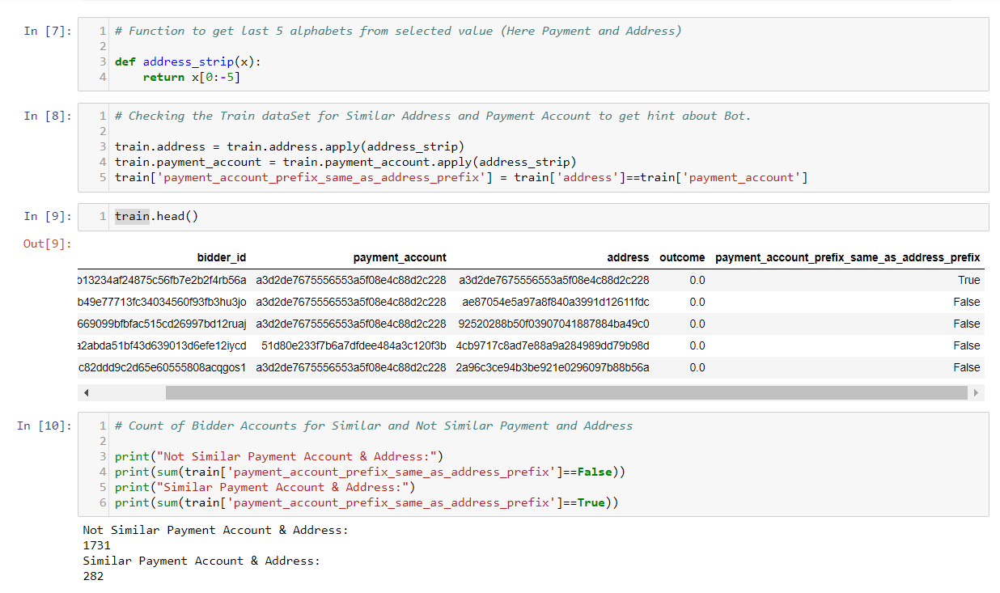 In [7]:
1 # Function to get last 5 alphabets from selected value (Here Payment and Address)
2
3 def address_strip(x):
4     return x[0:-5]
In [8]:
1 # Checking the Train dataSet for Similar Address and Payment Account to get hint about Bot.
2
3 train.address = train.address.apply(address_strip)
4 train.payment_account = train.payment_account.apply(address_strip)
5 train['payment_account_prefix_same_as_address_prefix'] = train['address']==train['payment_account']
In [9]:
1 train.head()
Out[9]:
bidder_id payment_account address outcome payment_account_prefix_same_as_address_prefix
b13234af24875c56fb7e2b2f4rb56a a3d2de7675556553a5f08e4c88d2c228 a3d2de7675556553a5f08e4c88d2c228 0.0 True
b49e77713fc34034560f93fb3hu3jo a3d2de7675556553a5f08e4c88d2c228 ae87054e5a97a8f840a3991d12611fdc 0.0 False
669099bfbfac515cd26997bd12ruaj a3d2de7675556553a5f08e4c88d2c228 92520288b50f03907041887884ba49c0 0.0 False
a2abda51bf43d639013d6efe12iycd 51d80e233f7b6a7dfdee484a3c120f3b 4cb9717c8ad7e88a9a284989dd79b98d 0.0 False
c82ddd9c2d65e60555808acqgos1 a3d2de7675556553a5f08e4c88d2c228 2a96c3ce94b3be921e0296097b88b56a 0.0 False
In [10]:
1 # Count of Bidder Accounts for Similar and Not Similar Payment and Address
2
3 print("Not Similar Payment Account & Address:")
4 print(sum(train['payment_account_prefix_same_as_address_prefix']==False))
5 print("Similar Payment Account & Address:")
6 print(sum(train['payment_account_prefix_same_as_address_prefix']==True))
Not Similar Payment Account & Address:
1731
Similar Payment Account & Address:
282